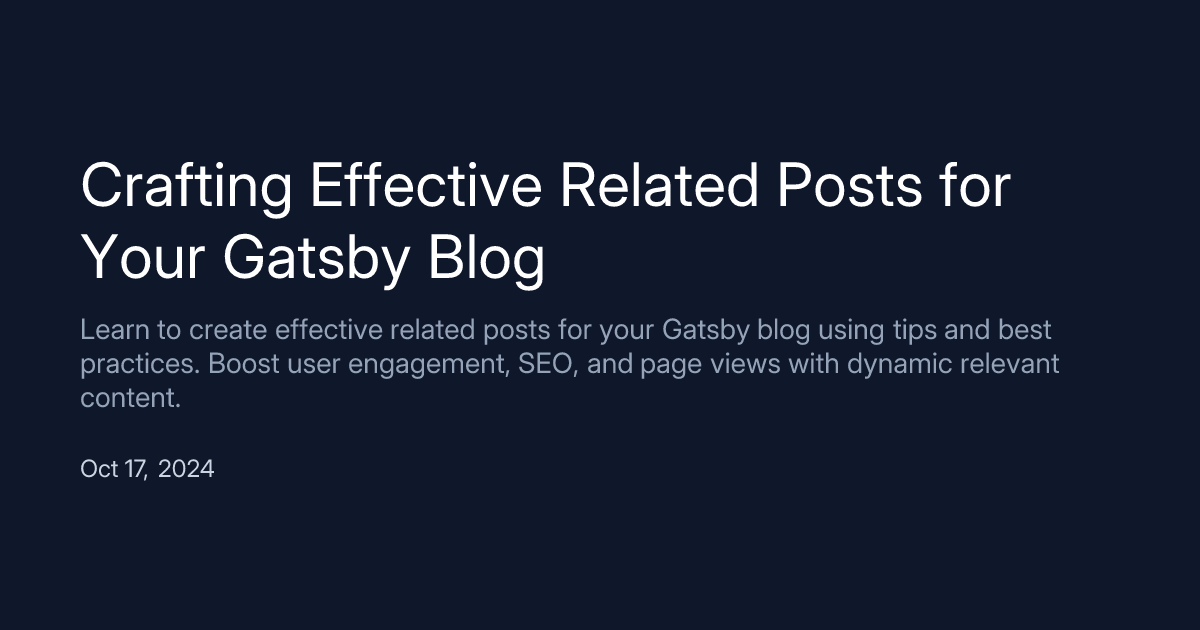 Crafting Effective Related Posts for
Your Gatsby Blog
Learn to create effective related posts for your Gatsby blog using tips and best
practices. Boost user engagement, SEO, and page views with dynamic relevant
content.
Oct 17, 2024